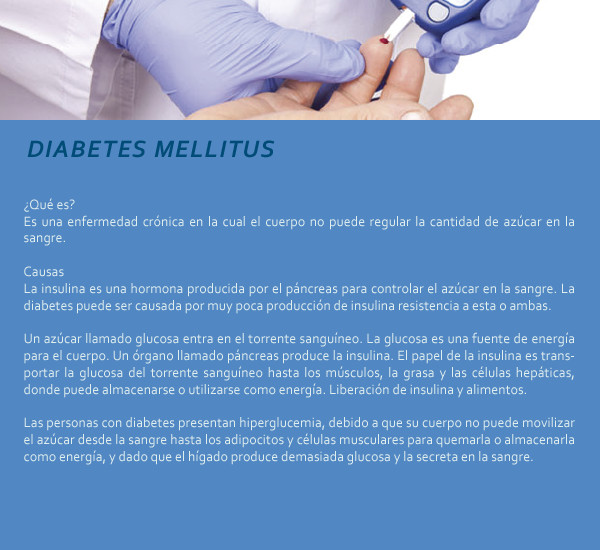 DIABETES MELLITUS
¿Qué es?
Es una enfermedad crónica en la cual el cuerpo no puede regular la cantidad de azúcar en la
sangre.
Causas
La insulina es una hormona producida por el páncreas para controlar el azúcar en la sangre. La
diabetes puede ser causada por muy poca producción de insulina resistencia a esta o ambas.
Un azúcar llamado glucosa entra en el torrente sanguíneo. La glucosa es una fuente de energía
para el cuerpo. Un órgano llamado páncreas produce la insulina. El papel de la insulina es trans-
portar la glucosa del torrente sanguíneo hasta los músculos, la grasa y las células hepáticas,
donde puede almacenarse o utilizarse como energía. Liberación de insulina y alimentos.
Las personas con diabetes presentan hiperglucemia, debido a que su cuerpo no puede movilizar
el azúcar desde la sangre hasta los adipocitos y células musculares para quemarla o almacenarla
como energía, y dado que el hígado produce demasiada glucosa y la secreta en la sangre.